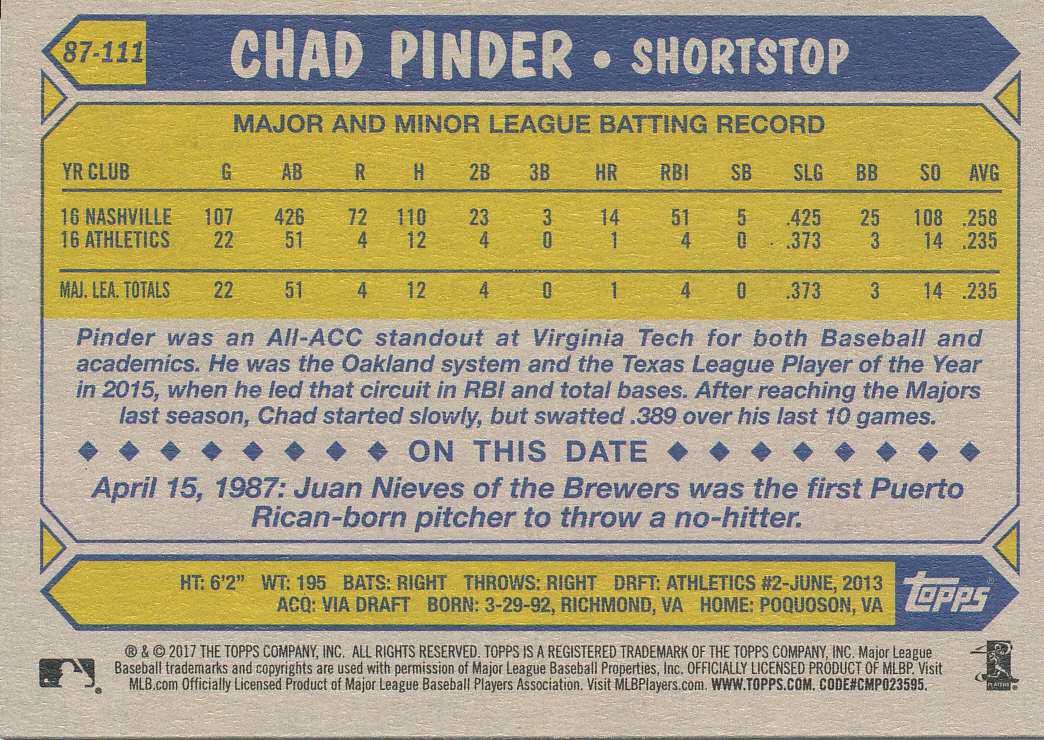 87-111
CHAD PINDER • SHORTSTOP
MAJOR AND MINOR LEAGUE BATTING RECORD
YR CLUB G AB R H 2B 3B HR RBI SB SLG BB SO AVG
16 NASHVILLE 107 426 72 110 23 3 14 51 5 .425 25 108 .258
16 ATHLETICS 22 51 4 12 4 0 1 4 0 .373 3 14 .235
MAJ. LEA. TOTALS 22 51 4 12 4 0 1 4 0 .373 3 14 .235
Pinder was an All-ACC standout at Virginia Tech for both Baseball and
academics. He was the Oakland system and the Texas League Player of the Year
in 2015, when he led that circuit in RBI and total bases. After reaching the Majors
last season, Chad started slowly, but swatted .389 over his last 10 games.
ON THIS DATE
April 15, 1987: Juan Nieves of the Brewers was the first Puerto
Rican-born pitcher to throw a no-hitter.
HT: 6'2" WT: 195 BATS: RIGHT THROWS: RIGHT DRFT: ATHLETICS #2-JUNE, 2013
ACQ: VIA DRAFT BORN: 3-29-92, RICHMOND, VA HOME: POQUOSON, VA
Topps®
® & © 2017 THE TOPPS COMPANY, INC. ALL RIGHTS RESERVED. TOPPS IS A REGISTERED TRADEMARK OF THE TOPPS COMPANY, INC. Major League
Baseball trademarks and copyrights are used with permission of Major League Baseball Properties, Inc. OFFICIALLY LICENSED PRODUCT OF MLBP. Visit
MLB.com Officially Licensed Product of Major League Baseball Players Association. Visit MLBPlayers.com. WWW.TOPPS.COM. CODE#CMP023595.
PLAYERS